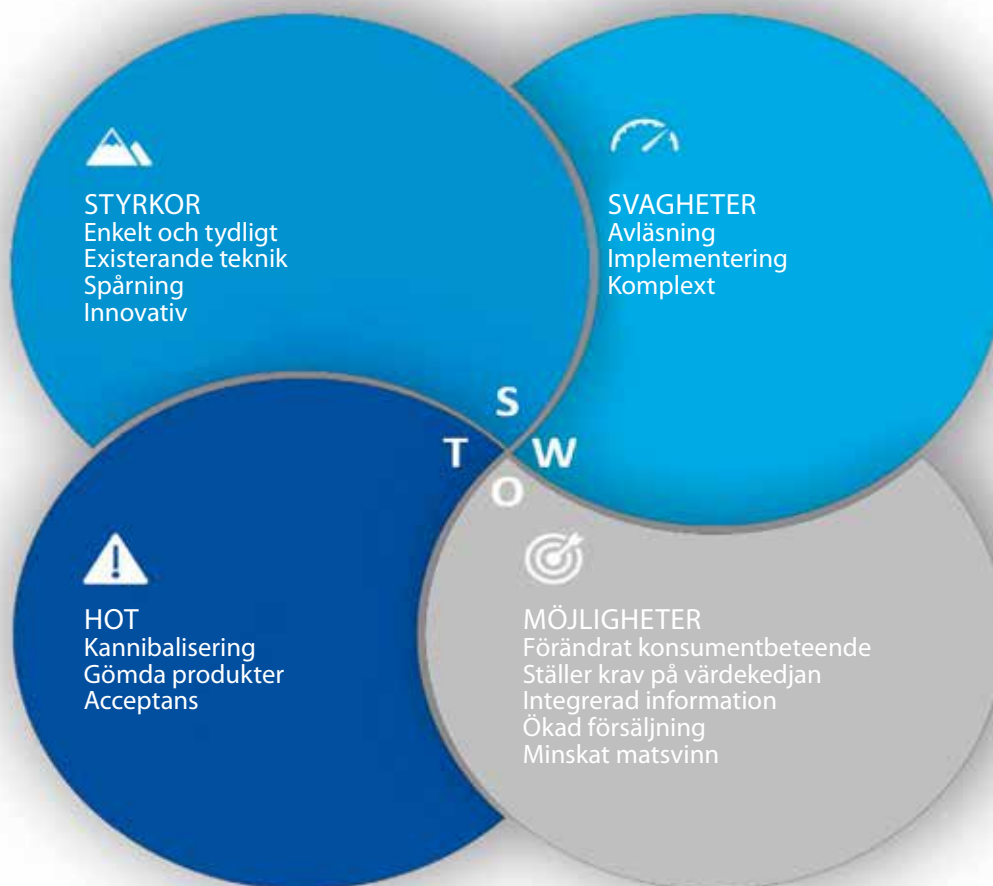 STYRKOR
Enkelt och tydligt
Existerande teknik
Spårning
Innovativ
SVAGHETER
Avläsning
Implementering
Komplext
S
T W
O
HOT
Kannibalisering
Gömda produkter
Acceptans
MÖJLIGHETER
Förändrat konsumentbeteende
Ställer krav på värdekedjan
Integrerad information
Ökad försäljning
Minskat matsvinn